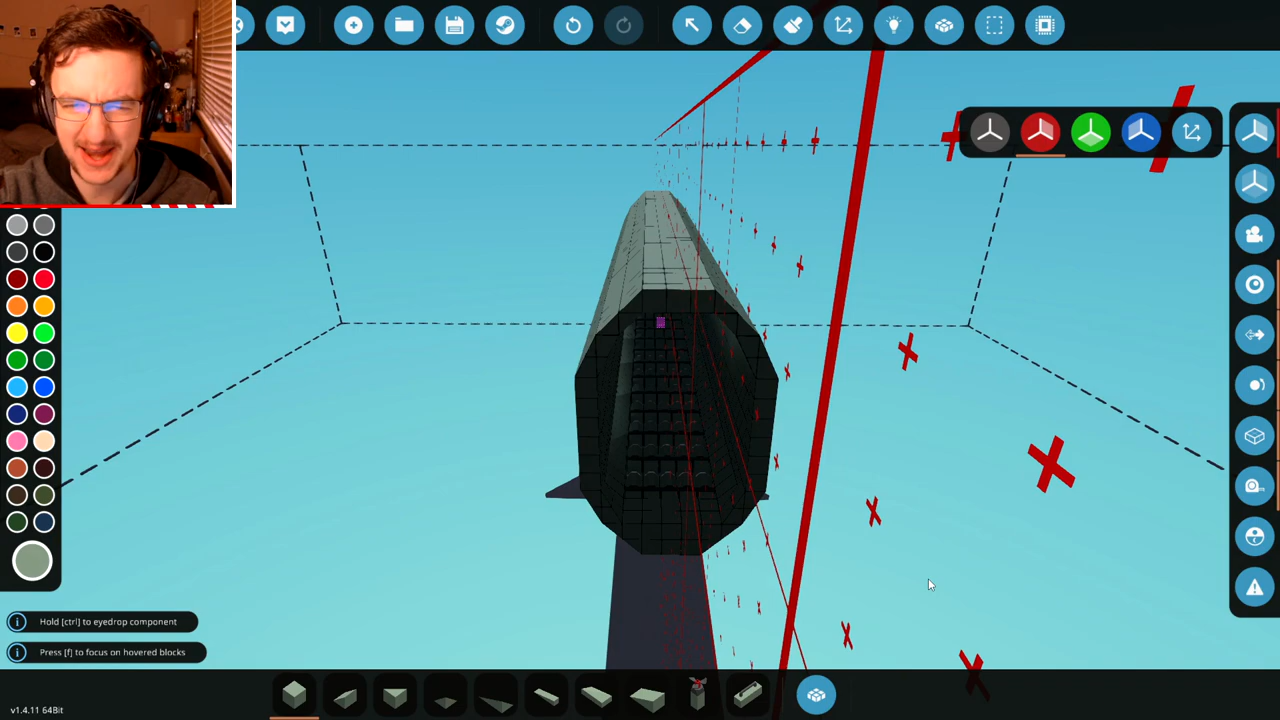 Hold [ctrl] to eyedrop component
Press [f] to focus on hovered blocks
v1.4.11 64Bit